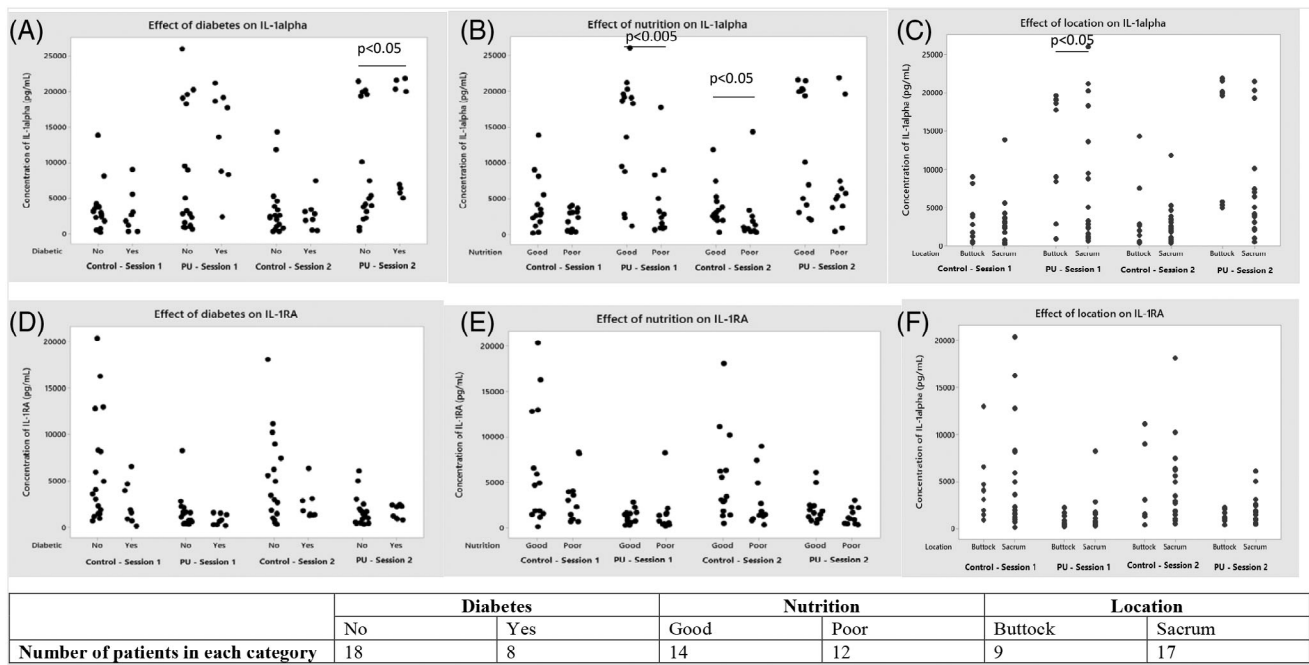 (A)
Effect of diabetes on IL-1alpha
p<0.05
Concentration of IL-1alpha (pg/mL)
25000
20000
15000
10000
5000
0
Diabetic
No Yes No Yes No Yes No Yes
Control - Session 1 PU - Session 1 Control - Session 2 PU - Session 2
(B)
Effect of nutrition on IL-1alpha
p<0.005
p<0.05
Concentration of IL-1alpha (pg/mL)
25000
20000
15000
10000
5000
0
Nutrition
Good Poor Good Poor Good Poor Good Poor
Control - Session 1 PU - Session 1 Control - Session 2 PU - Session 2
(C)
Effect of location on IL-1alpha
p<0.05
Concentration of IL-1alpha (pg/mL)
25000
20000
15000
10000
5000
0
Location
Buttock Sacrum Buttock Sacrum Buttock Sacrum Buttock Sacrum
Control - Session 1 PU - Session 1 Control - Session 2 PU - Session 2
(D)
Effect of diabetes on IL-1RA
Concentration of IL-1RA (pg/mL)
20000
15000
10000
5000
0
Diabetic
No Yes No Yes No Yes No Yes
Control - Session 1 PU - Session 1 Control - Session 2 PU - Session 2
(E)
Effect of nutrition on IL-1RA
Concentration of IL-1RA (pg/mL)
20000
15000
10000
5000
0
Nutrition
Good Poor Good Poor Good Poor Good Poor
Control - Session 1 PU - Session 1 Control - Session 2 PU - Session 2
(F)
Effect of location on IL-1RA
Concentration of IL-1alpha (pg/mL)
20000
15000
10000
5000
0
Location
Buttock Sacrum Buttock Sacrum Buttock Sacrum Buttock Sacrum
Control - Session 1 PU - Session 1 Control - Session 2 PU - Session 2
Diabetes Nutrition Location
No Yes Good Poor Buttock Sacrum
Number of patients in each category 18 8 14 12 9 17